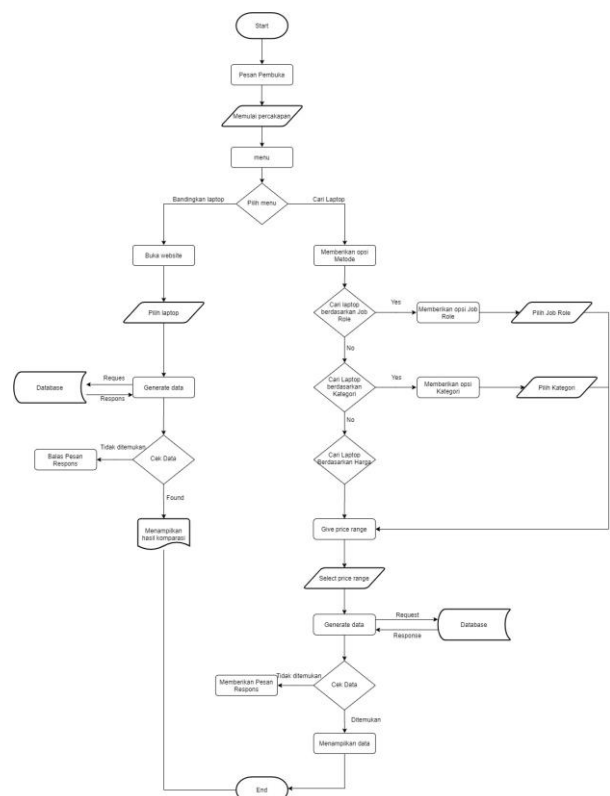 Start
Pesan Pembuka
Memulai percakapan
menu
Pilih menu
Bandingkan laptop
Cari Laptop
Buka website
Pilih laptop
Database
Reques
Respons
Generate data
Tidak ditemukan
Balas Pesan
Respons
Cak Data
Found
Menampilkan
hasil komparasi
Memberikan opsi
Metode
Cari laptop
berdasarkan Job
Role
Yes
Memberikan opsi Job
Role
Pilih Job Role
No
Cari Laptop
berdasarkan
Kategori
Yes
Memberikan opsi
Kategori
Pilih Kategori
No
Cari Laptop
Berdasarkan Harga
Give price range
Select price range
Generate data
Request
Response
Database
Cak Data
Tidak ditemukan
Memberikan Pesan
Respons
Ditemukan
Menampilkan data
End